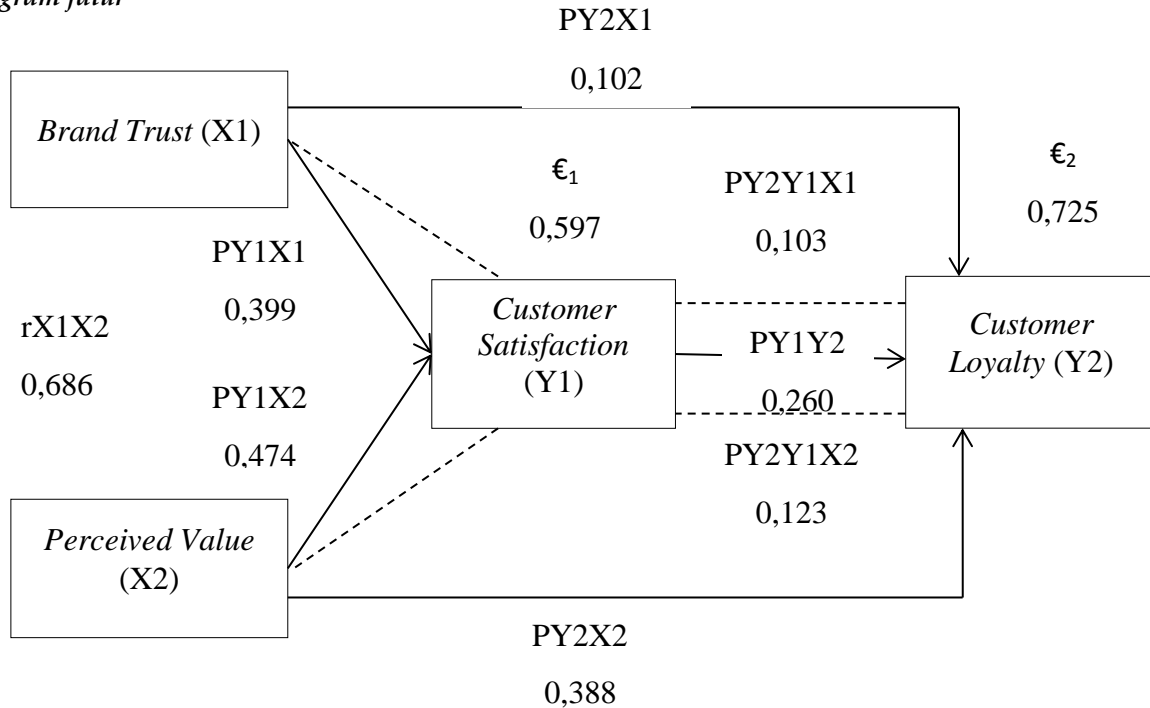 PY2X1
0,102
Brand Trust (X1)
€₁
0,597
PY2Y1X1
0,103
€₂
0,725
PY1X1
0,399
rX1X2
0,686
PY1X2
0,474
Customer
Satisfaction
(Y1)
PY1Y2
0,260
Customer
Loyalty (Y2)
PY2Y1X2
0,123
Perceived Value
(X2)
PY2X2
0,388